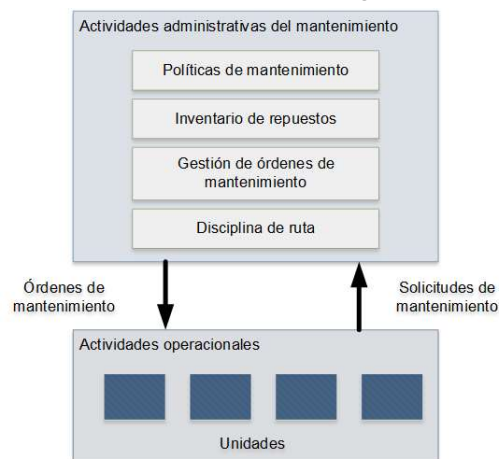 Actividades administrativas del mantenimiento
Políticas de mantenimiento
Inventario de repuestos
Gestión de órdenes de
mantenimiento
Disciplina de ruta
Órdenes de
mantenimiento
Solicitudes de
mantenimiento
Actividades operacionales
Unidades